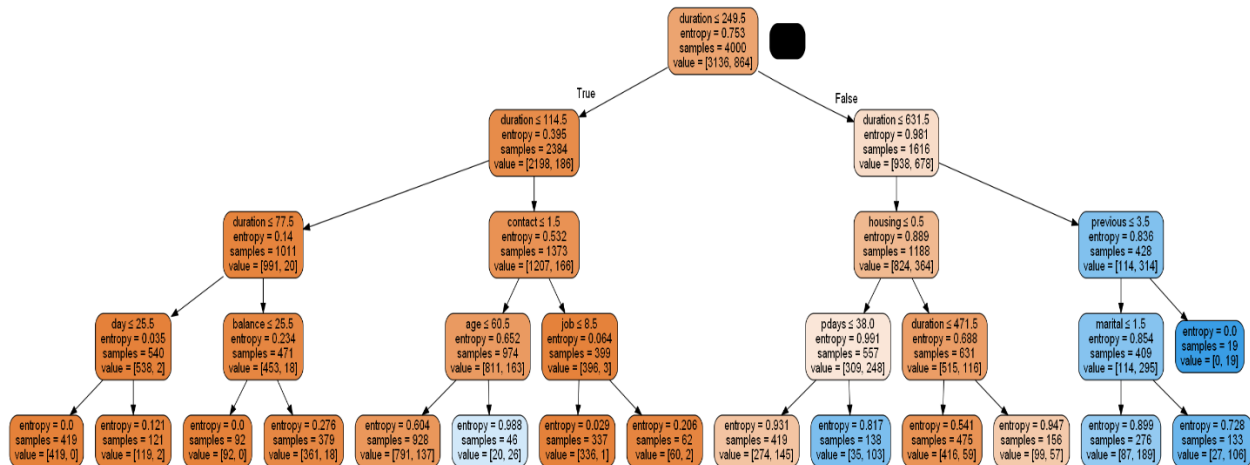 duration ≤ 249.5
entropy = 0.753
samples = 4000
value = [3136, 864]
True
False
duration ≤ 114.5
entropy = 0.395
samples = 2384
value = [2198, 186]
duration ≤ 631.5
entropy = 0.981
samples = 1616
value = [938, 678]
duration ≤ 77.5
entropy = 0.14
samples = 1011
value = [991, 20]
contact ≤ 1.5
entropy = 0.532
samples = 1373
value = [1207, 166]
housing ≤ 0.5
entropy = 0.889
samples = 1188
value = [824, 364]
previous ≤ 3.5
entropy = 0.836
samples = 428
value = [114, 314]
day ≤ 25.5
entropy = 0.035
samples = 540
value = [538, 2]
balance ≤ 25.5
entropy = 0.234
samples = 471
value = [453, 18]
age ≤ 60.5
entropy = 0.652
samples = 974
value = [811, 163]
job ≤ 8.5
entropy = 0.064
samples = 399
value = [396, 3]
pdays ≤ 38.0
entropy = 0.991
samples = 557
value = [309, 248]
duration ≤ 471.5
entropy = 0.688
samples = 631
value = [515, 116]
marital ≤ 1.5
entropy = 0.854
samples = 409
value = [114, 295]
entropy = 0.0
samples = 19
value = [0, 19]
entropy = 0.0
samples = 419
value = [419, 0]
entropy = 0.121
samples = 121
value = [119, 2]
entropy = 0.0
samples = 92
value = [92, 0]
entropy = 0.276
samples = 379
value = [361, 18]
entropy = 0.604
samples = 928
value = [791, 137]
entropy = 0.988
samples = 46
value = [20, 26]
entropy = 0.029
samples = 337
value = [336, 1]
entropy = 0.206
samples = 62
value = [60, 2]
entropy = 0.931
samples = 419
value = [274, 145]
entropy = 0.817
samples = 138
value = [35, 103]
entropy = 0.541
samples = 475
value = [416, 59]
entropy = 0.947
samples = 156
value = [99, 57]
entropy = 0.899
samples = 276
value = [87, 189]
entropy = 0.728
samples = 133
value = [27, 106]